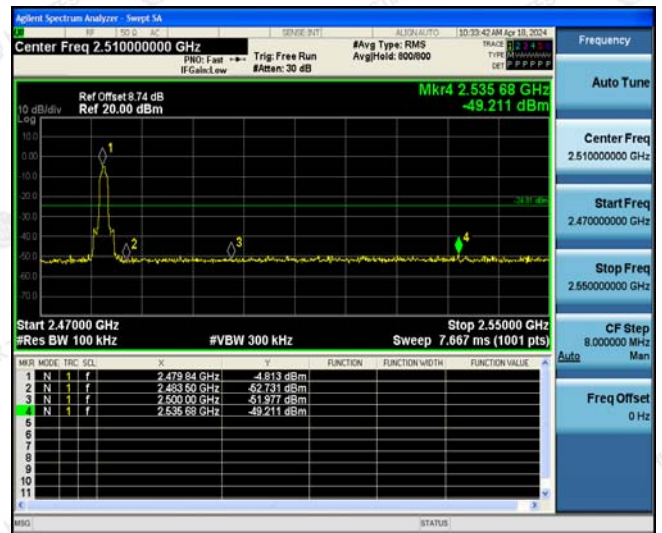 Agilent Spectrum Analyzer - Swept SA
RF 50 Ω AC SENSE:INT ALIGNAUTO 10:33:42 AM Apr 18, 2024
Center Freq 2.510000000 GHz
PNO: Fast
IFGain:Low
Trig: Free Run
#Atten: 30 dB
#Avg Type: RMS
Avg|Hold: 800/800
TRACE 1 2 3 4 5 6
TYPE
DET P P P P P P
Ref Offset 8.74 dB
10 dB/div Ref 20.00 dBm
Log
Mkr4 2.535 68 GHz
-49.211 dBm
10.0
0.00
-10.0
-20.0
-30.0
-40.0
-50.0
-60.0
-70.0
1
2
3
4
-24.81 dBm
Start 2.47000 GHz Stop 2.55000 GHz
#Res BW 100 kHz #VBW 300 kHz Sweep 7.667 ms (1001 pts)
MKR MODE TRC SCL X Y FUNCTION FUNCTION WIDTH FUNCTION VALUE
1 N 1 f 2.479 84 GHz -4.813 dBm
2 N 1 f 2.483 50 GHz -52.731 dBm
3 N 1 f 2.500 00 GHz -51.977 dBm
4 N 1 f 2.535 68 GHz -49.211 dBm
5
6
7
8
9
10
11
MSG STATUS
Frequency
Auto Tune
Center Freq
2.510000000 GHz
Start Freq
2.470000000 GHz
Stop Freq
2.550000000 GHz
CF Step
8.000000 MHz
Auto Man
Freq Offset
0 Hz